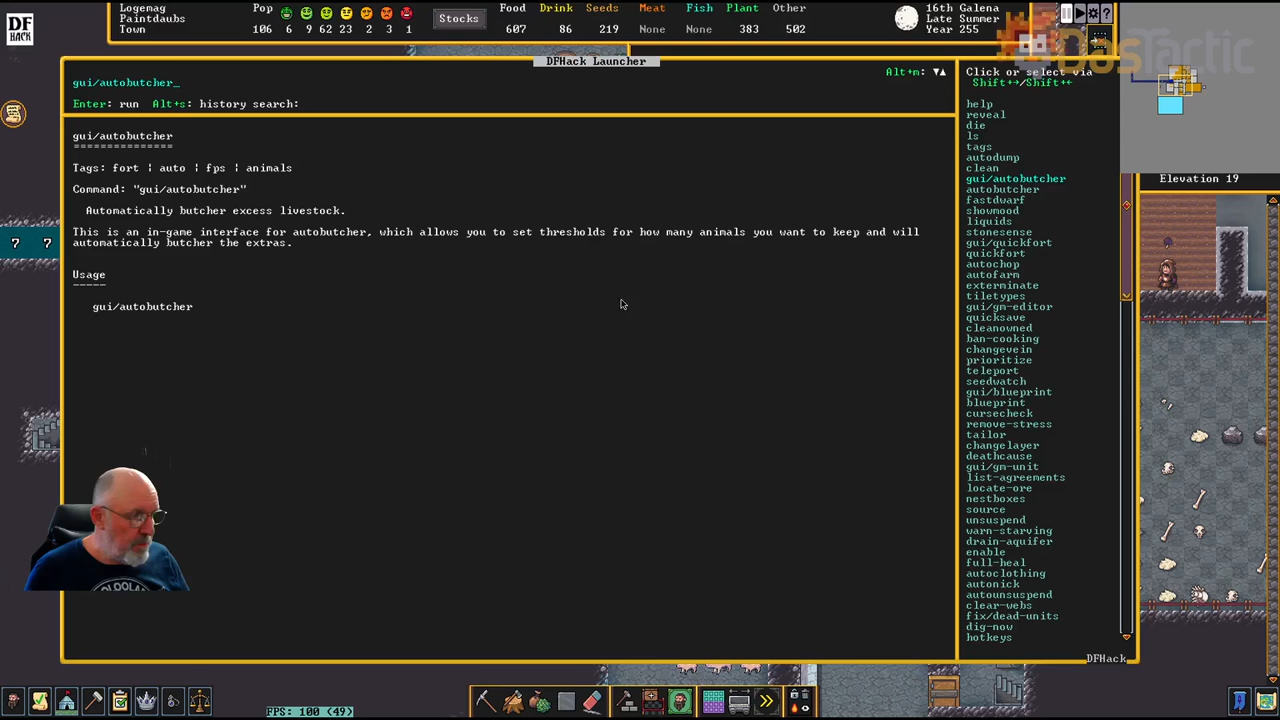 DF
HACK
Logemag
Paintdaubs
Town
Pop
106 6 9 62 23 2 3 1
Stocks
Food Drink Seeds Meat Fish Plant Other
607 86 219 None None 383 502
16th Galena
Late Summer
Year 255
DasTactic
DFHack Launcher
gui/autobutcher_
Alt+m:
Enter: run Alt+s: history search:
gui/autobutcher
===============
Tags: fort | auto | fps | animals
Command: "gui/autobutcher"
Automatically butcher excess livestock.
This is an in-game interface for autobutcher, which allows you to set thresholds for how many animals you want to keep and will
automatically butcher the extras.
Usage
-----
gui/autobutcher
Click or select via
Shift+→/Shift+←
help
reveal
die
ls
tags
autodump
clean
gui/autobutcher
autobutcher
fastdwarf
showmood
liquids
stonesense
gui/quickfort
quickfort
autochop
autofarm
exterminate
tiletypes
gui/gm-editor
quicksave
cleanowned
ban-cooking
changevein
prioritize
teleport
seedwatch
gui/blueprint
blueprint
cursecheck
remove-stress
tailor
changelayer
deathcause
gui/gm-unit
list-agreements
locate-ore
nestboxes
source
unsuspend
warn-starving
drain-aquifer
enable
full-heal
autoclothing
autonick
autounsuspend
clear-webs
fix/dead-units
dig-now
hotkeys
DFHack
Elevation 19
7 7
FPS: 100 (49)